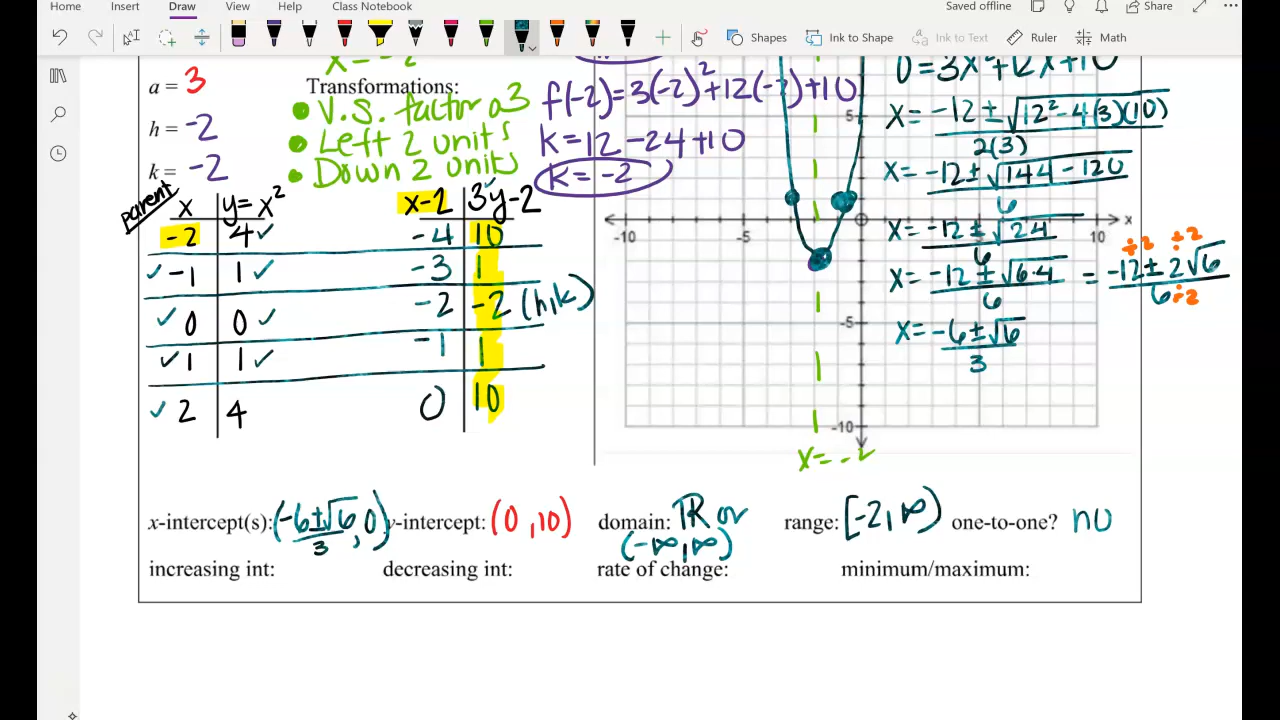 Home Insert Draw View Help Class Notebook Saved offline Share
Shapes Ink to Shape Ink to Text Ruler Math
x = -2
a = 3
Transformations:
• V.S. factor of 3
h = -2
• Left 2 units
k = -2
• Down 2 units
f(-2) = 3(-2)² + 12(-2) + 10
k = 12 - 24 + 10
k = -2
0 = 3x² + 12x + 10
x = -12 ± √12² - 4(3)(10)
2(3)
x = -12 ± √144 - 120
6
x = -12 ± √24
6
÷2 ÷2
x = -12 ± √6·4 = -12 ± 2√6
6 6 ÷2
x = -6 ± √6
3
parent
x y = x² x-2 3y-2
-2 4 ✓ -4 10
✓ -1 1 ✓ -3 1
✓ 0 0 ✓ -2 -2 (h,k)
✓ 1 1 ✓ -1 1
✓ 2 4 0 10
5
x
-10 -5 10
-5
-10
x = -2
x-intercept(s): (-6±√6, 0) y-intercept: (0, 10) domain: ℝ or range: [-2, ∞) one-to-one? no
3 (-∞, ∞)
increasing int: decreasing int: rate of change: minimum/maximum: